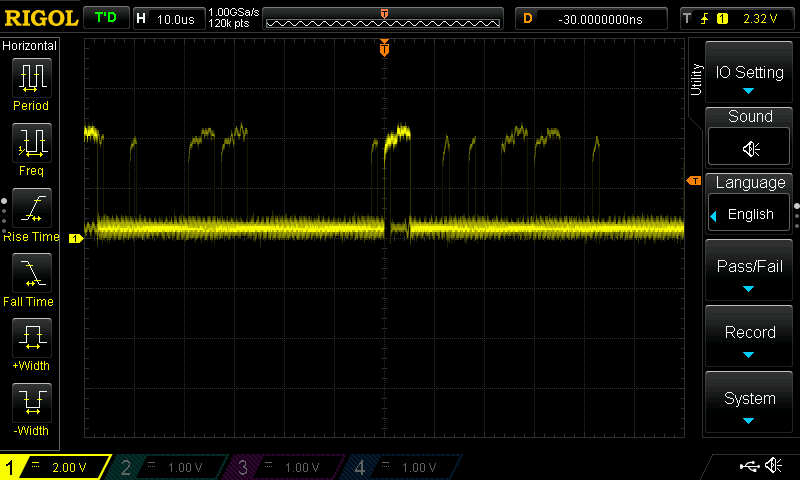 RIGOL T'D H 10.0us 1.00GSa/s 120k pts T D -30.0000000ns T 1 2.32 V
Horizontal
Period
Freq
Rise Time
Fall Time
+Width
-Width
T
T
1
Utility
IO Setting
Sound
Language
English
Pass/Fail
Record
System
1 2.00 V 2 1.00 V 3 1.00 V 4 1.00 V